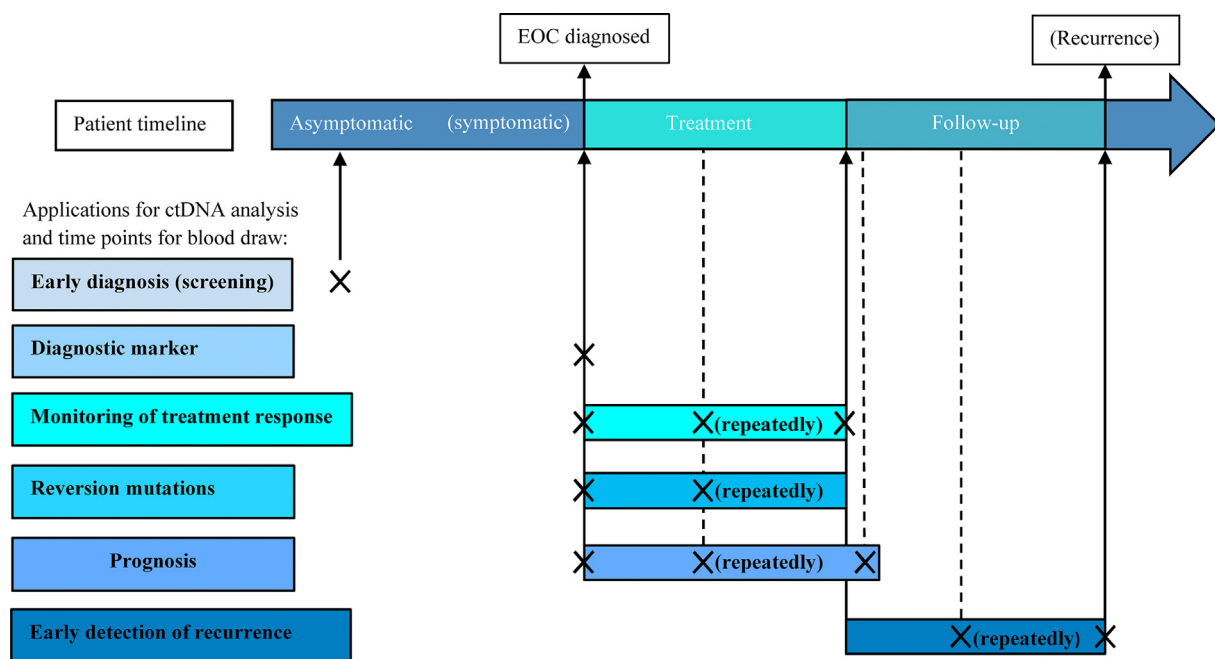 EOC diagnosed
(Recurrence)
Patient timeline
Asymptomatic (symptomatic) Treatment Follow-up
Applications for ctDNA analysis
and time points for blood draw:
Early diagnosis (screening)
Diagnostic marker
Monitoring of treatment response
(repeatedly)
Reversion mutations
(repeatedly)
Prognosis
(repeatedly)
Early detection of recurrence
(repeatedly)